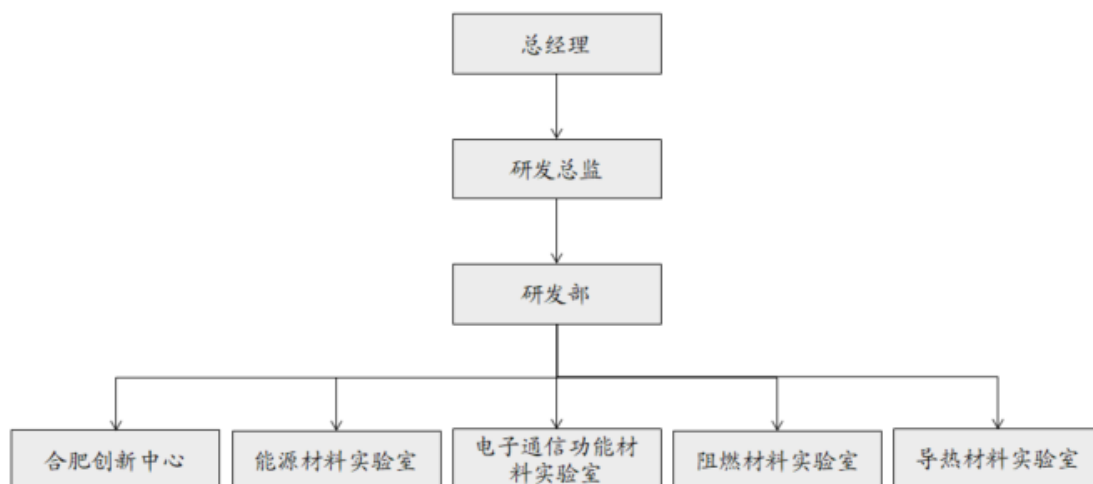 总经理
研发总监
研发部
合肥创新中心
能源材料实验室
电子通信功能材
料实验室
阻燃材料实验室
导热材料实验室